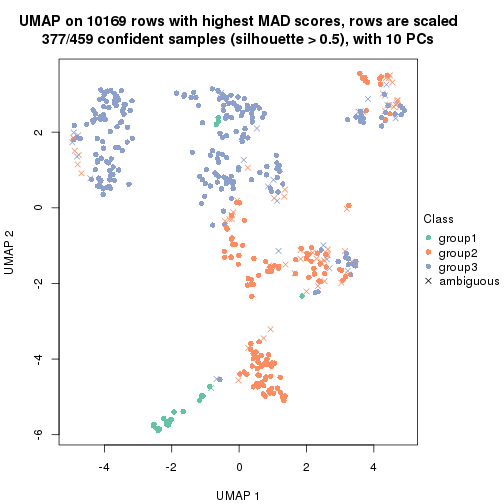 UMAP on 10169 rows with highest MAD scores, rows are scaled
377/459 confident samples (silhouette > 0.5), with 10 PCs
UMAP 2
2
0
-2
-4
-6
-4
-2
0
2
4
UMAP 1
Class
group1
group2
group3
ambiguous